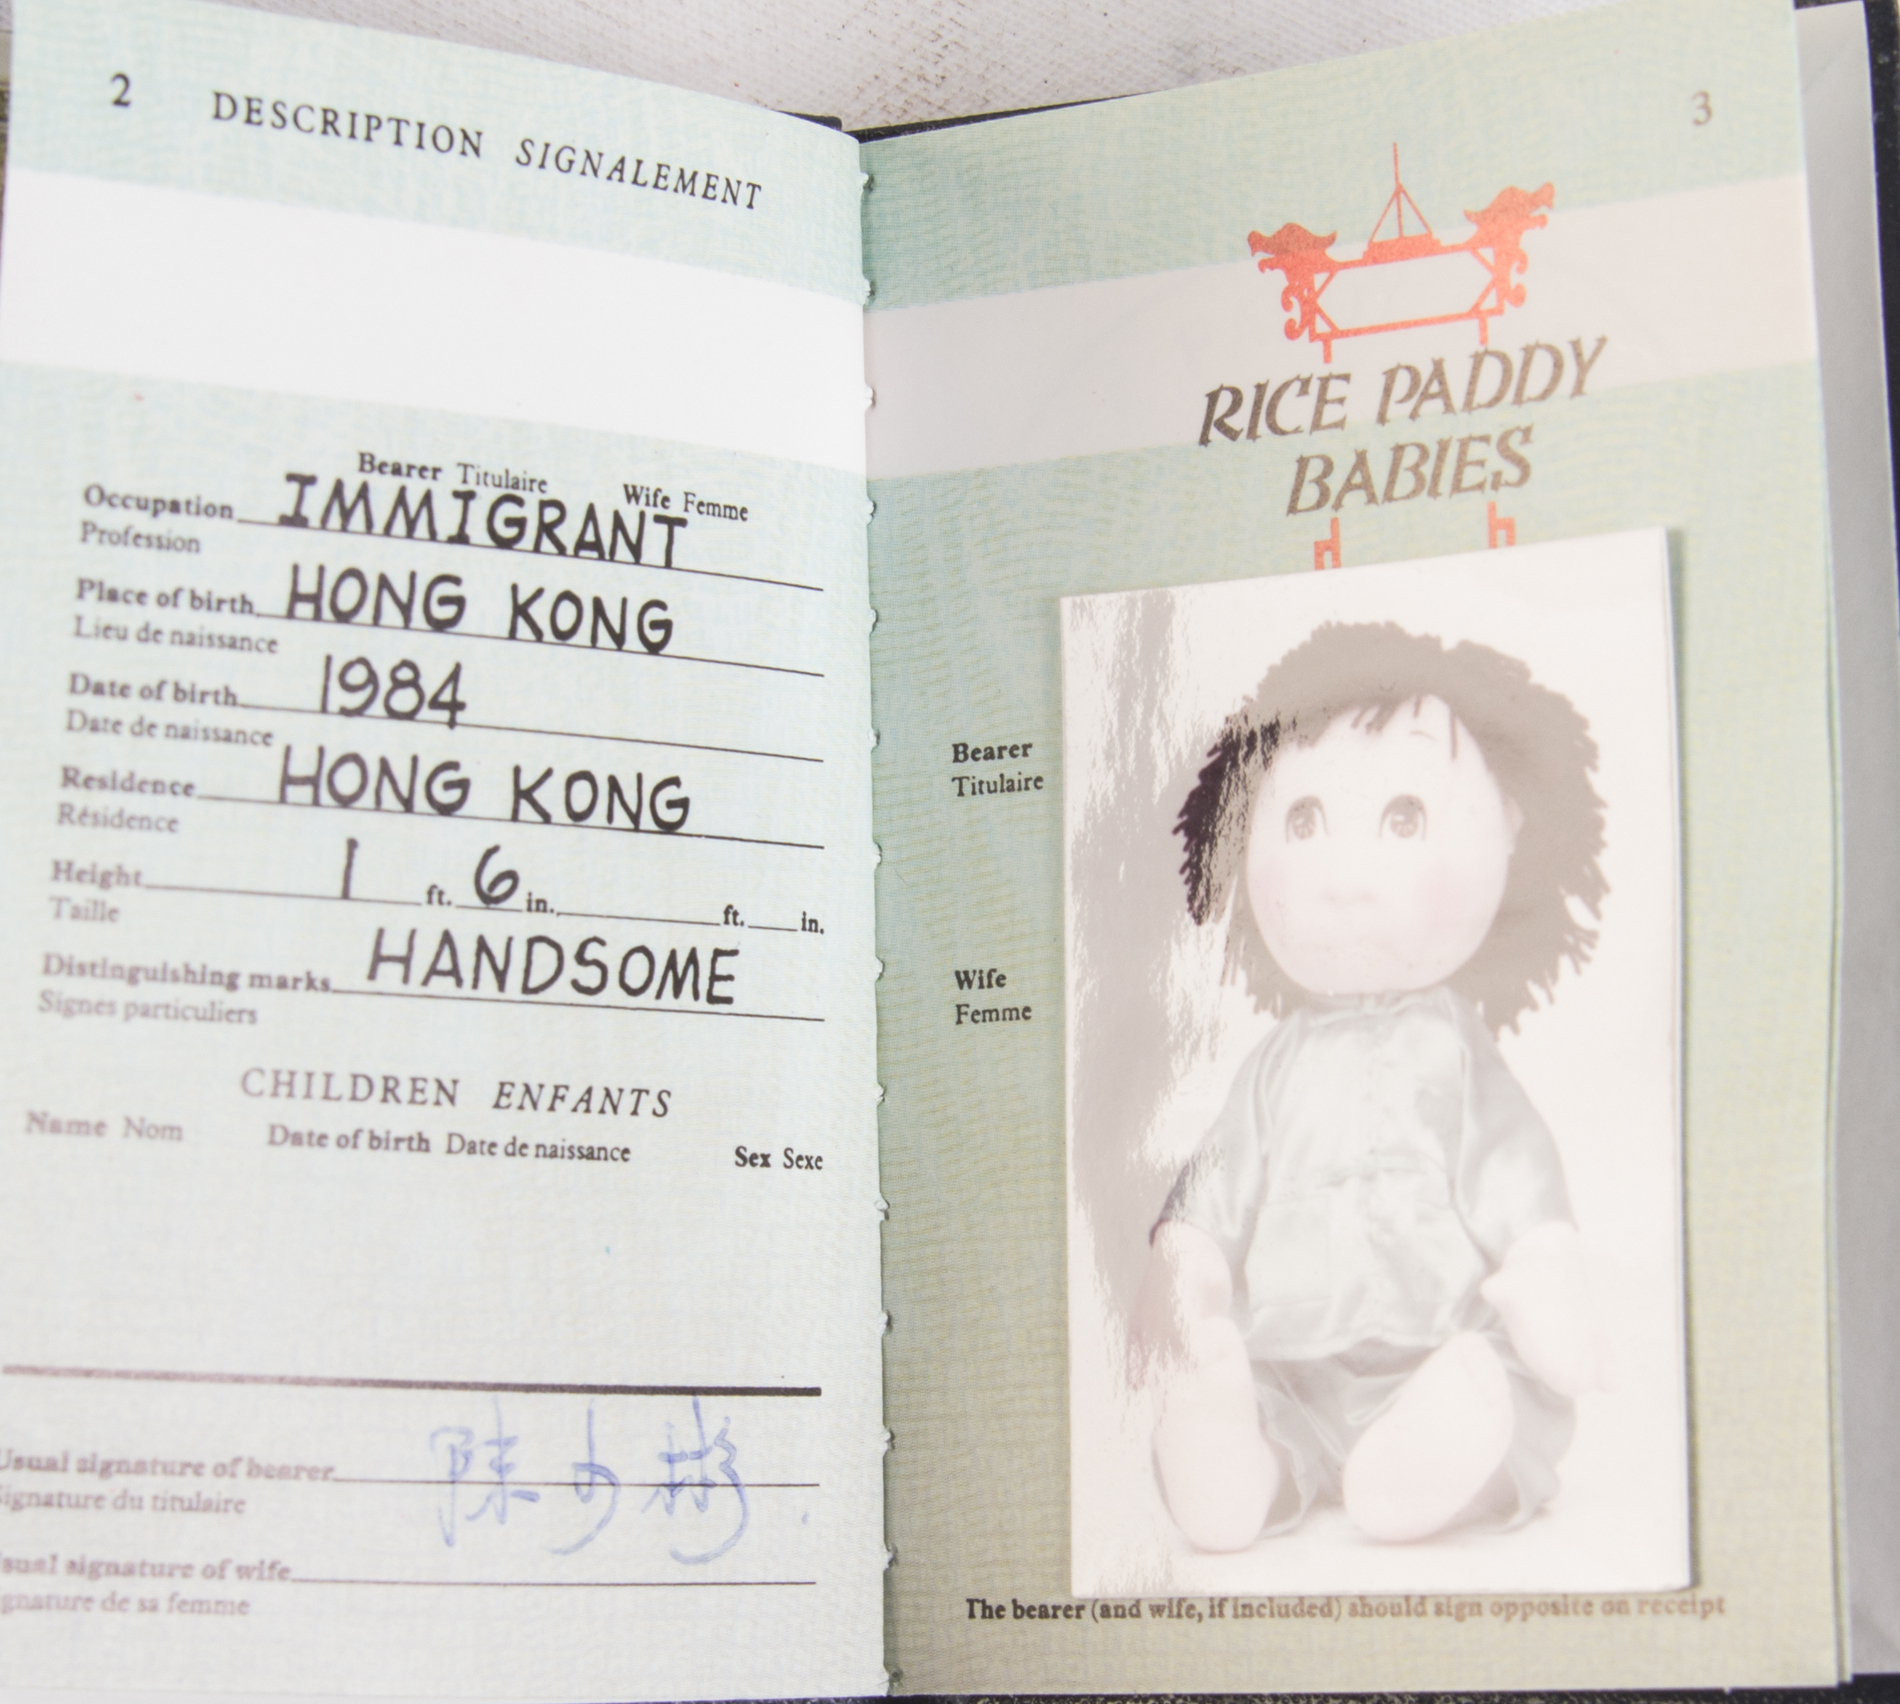 2 DESCRIPTION SIGNALEMENT
Bearer Titulaire Wife Femme
Occupation IMMIGRANT
Profession
Place of birth HONG KONG
Lieu de naissance
Date of birth 1984
Date de naissance
Residence HONG KONG
Résidence
Height 1 ft. 6 in. ft. in.
Taille
Distinguishing marks HANDSOME
Signes particuliers
CHILDREN ENFANTS
Name Nom Date of birth Date de naissance Sex Sexe
Usual signature of bearer 陳少彬
Signature du titulaire
Usual signature of wife
Signature de sa femme
3
RICE PADDY
BABIES
Bearer
Titulaire
Wife
Femme
The bearer (and wife, if included) should sign opposite on receipt